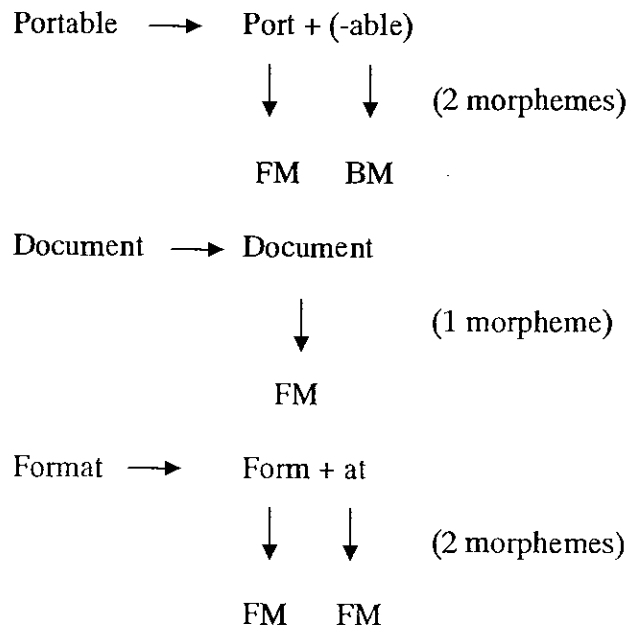 Portable → Port + (-able)
(2 morphemes)
FM BM
Document → Document
(1 morpheme)
FM
Format → Form + at
(2 morphemes)
FM FM